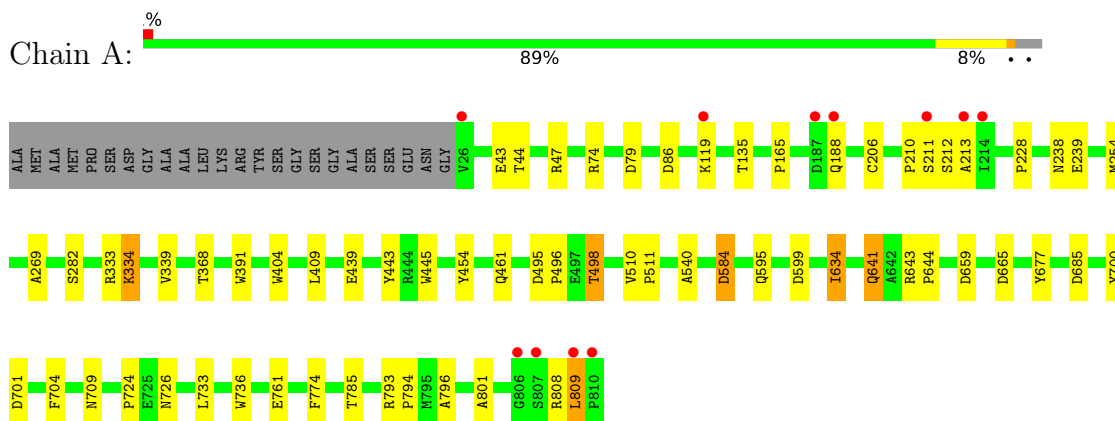 1%
Chain A:
89% 8% • •
ALA MET ALA ALA MET PRO SER ASP GLY ALA ALA LEU LYS ARG TYR SER GLY SER GLY ALA SER SER GLU ASN GLY V26 E43 T44 R47 R74 D79 D86 K119 T135 P165 D187 Q188 C206 P210 S211 S212 A213 I214 P228 N238 E239 M254
A269 S282 R333 K334 V339 T368 W391 W404 L409 E439 Y443 R444 W445 Y454 Q461 D495 P496 E497 T498 V510 P511 A540 D584 Q595 D599 I634 Q641 A642 R643 P644 D659 D665 Y677 D685 Y700
D701 F704 N709 P724 E725 N726 L733 W736 E761 F774 T785 R793 P794 M795 A796 A801 G806 S807 R808 L809 P810